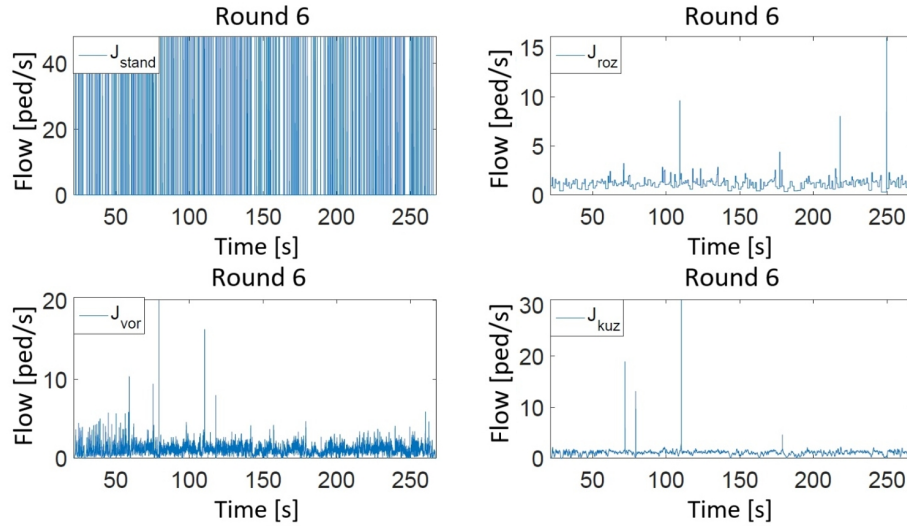 Round 6
J_stand
Flow [ped/s]
40
20
0
50 100 150 200 250
Time [s]
Round 6
J_roz
Flow [ped/s]
15
10
5
0
50 100 150 200 250
Time [s]
Round 6
J_vor
Flow [ped/s]
20
10
0
50 100 150 200 250
Time [s]
Round 6
J_kuz
Flow [ped/s]
30
20
10
0
50 100 150 200 250
Time [s]